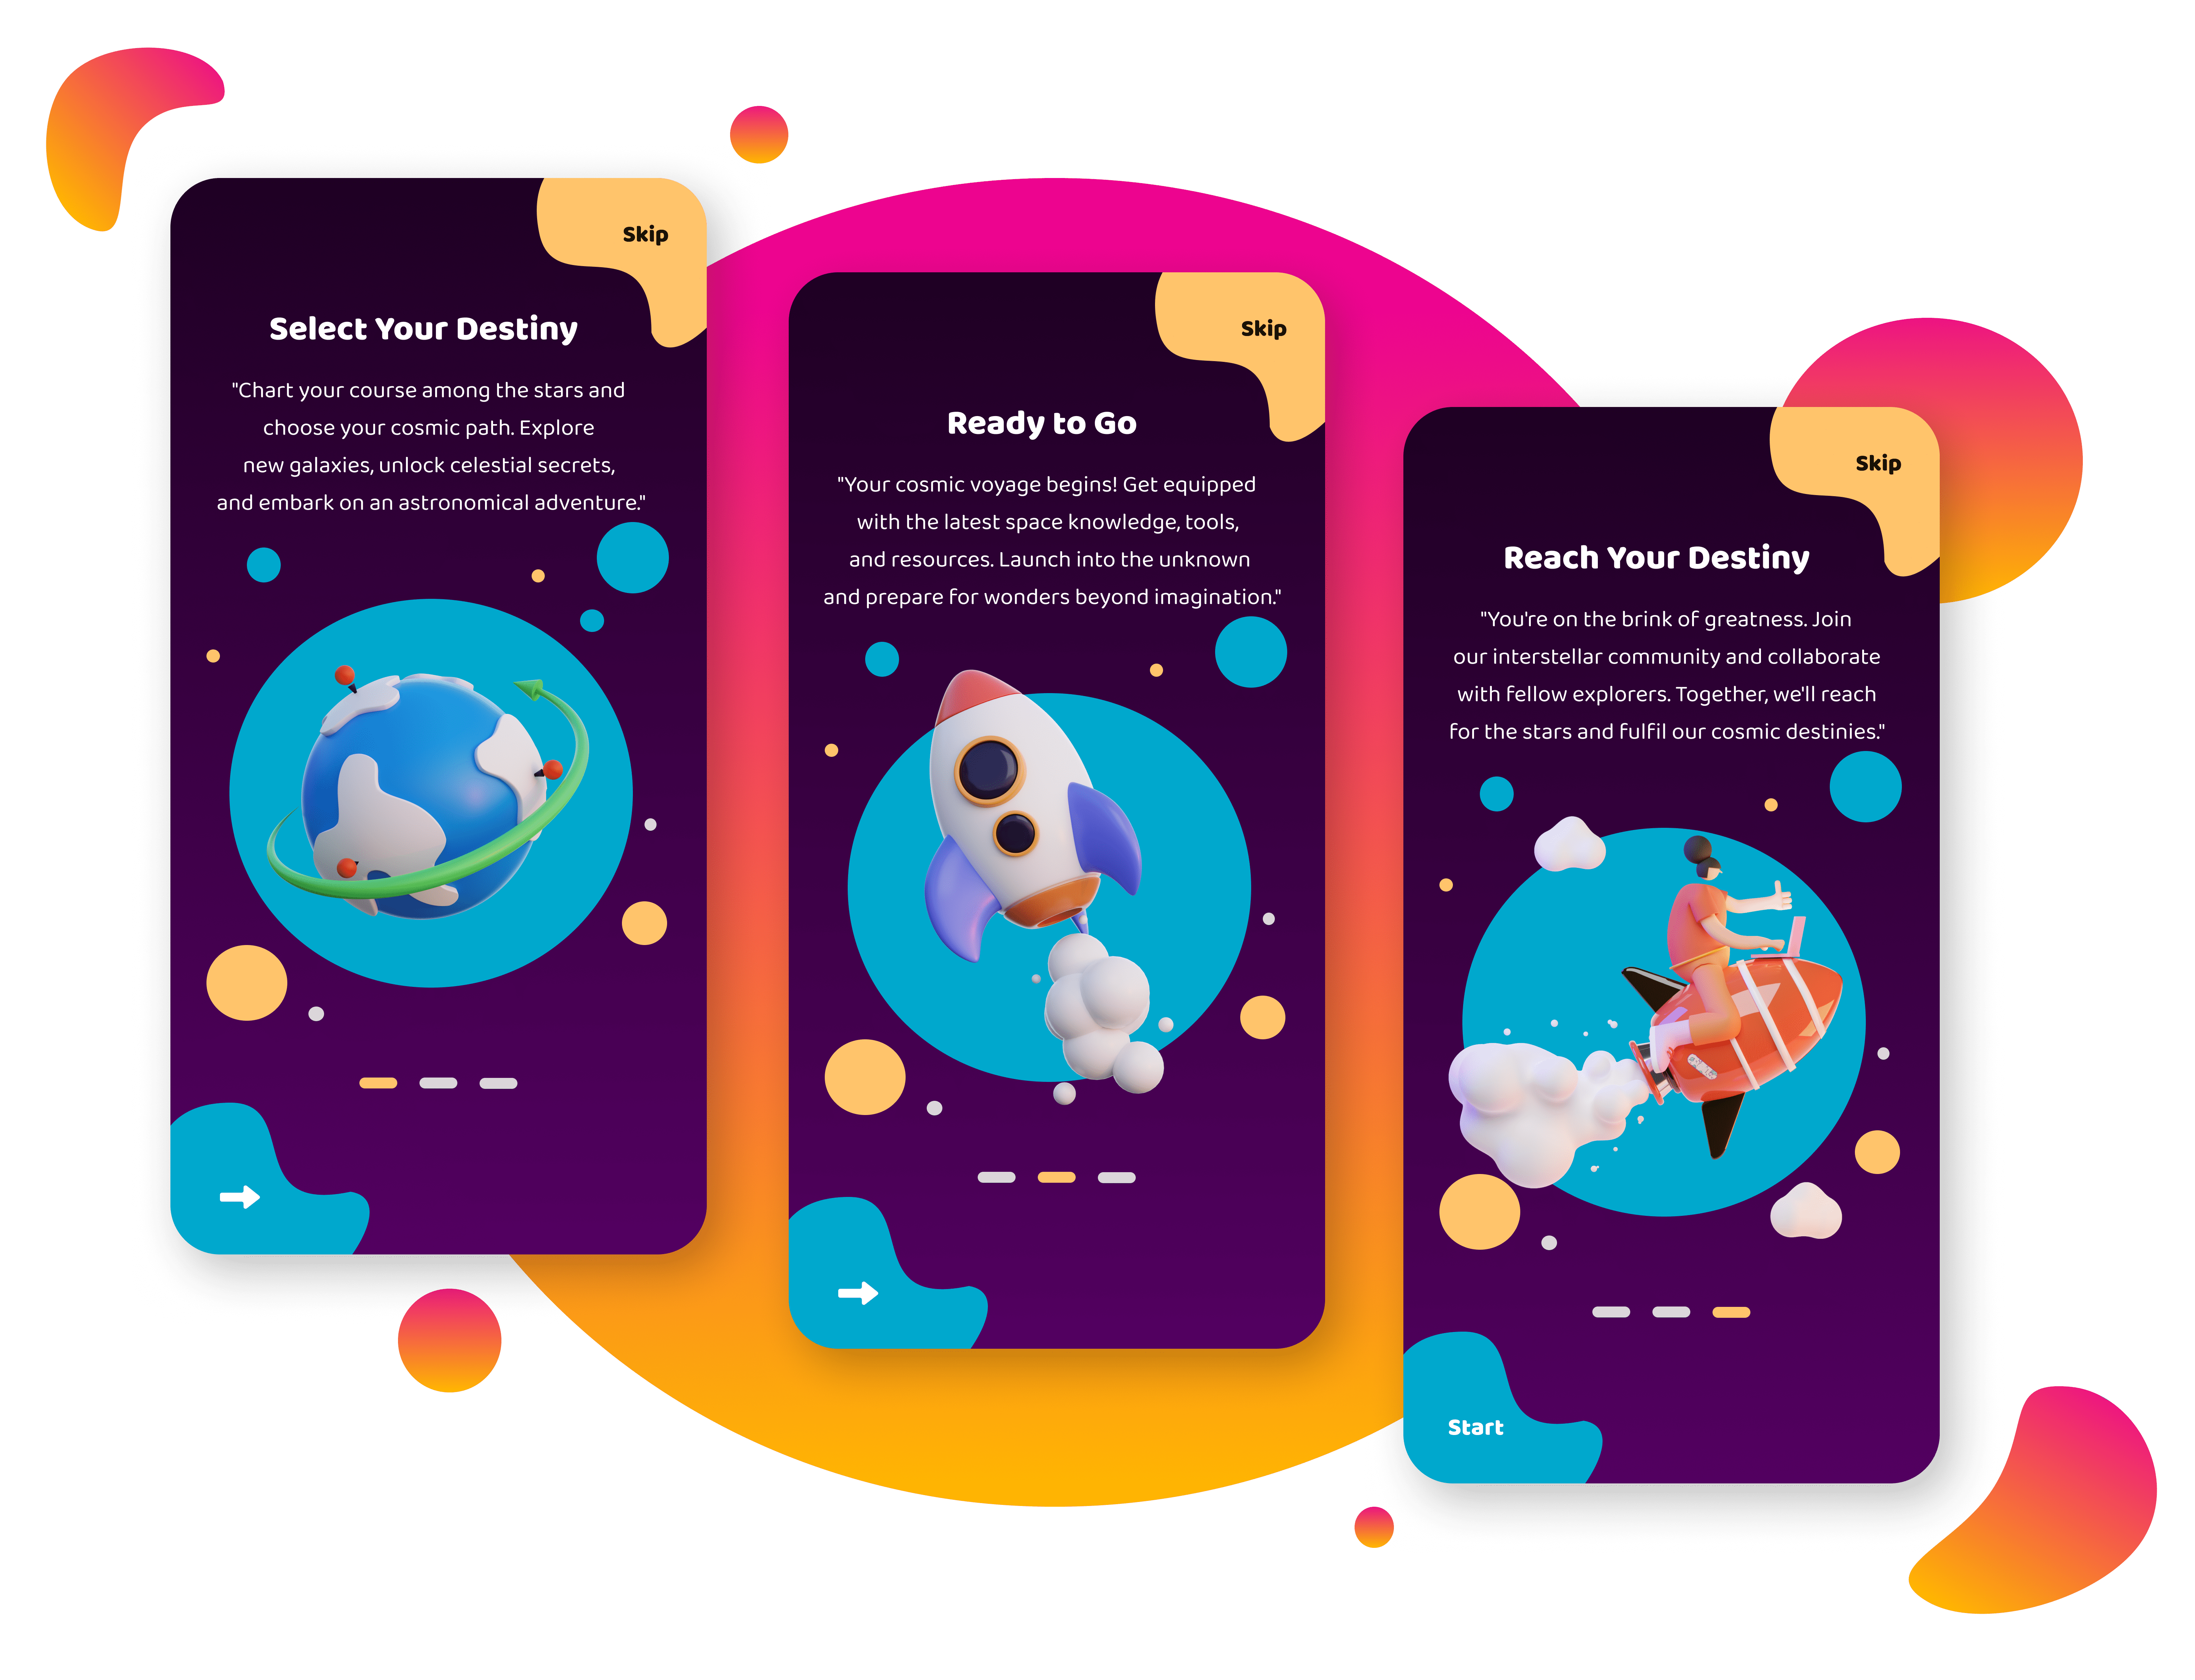 Skip
Select Your Destiny
"Chart your course among the stars and
choose your cosmic path. Explore
new galaxies, unlock celestial secrets,
and embark on an astronomical adventure."
Skip
Ready to Go
"Your cosmic voyage begins! Get equipped
with the latest space knowledge, tools,
and resources. Launch into the unknown
and prepare for wonders beyond imagination."
Skip
Reach Your Destiny
"You're on the brink of greatness. Join
our interstellar community and collaborate
with fellow explorers. Together, we'll reach
for the stars and fulfil our cosmic destinies."
Start